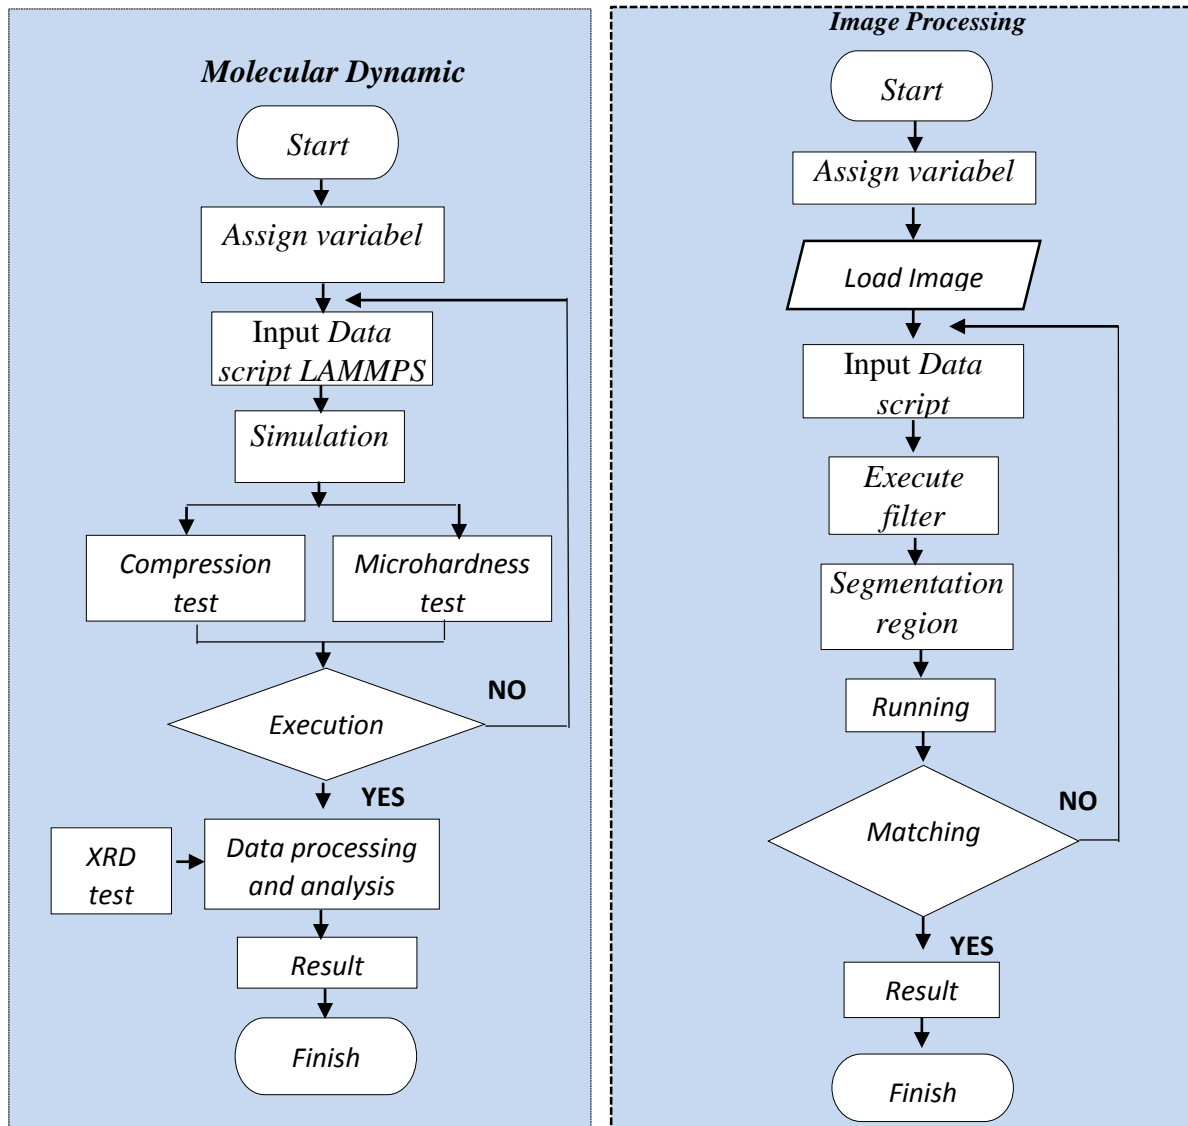 Molecular Dynamic
Start
Assign variabel
Input Data
script LAMMPS
Simulation
Compression
test
Microhardness
test
Execution
NO
YES
XRD
test
Data processing
and analysis
Result
Finish
Image Processing
Start
Assign variabel
Load Image
Input Data
script
Execute
filter
Segmentation
region
Running
Matching
NO
YES
Result
Finish